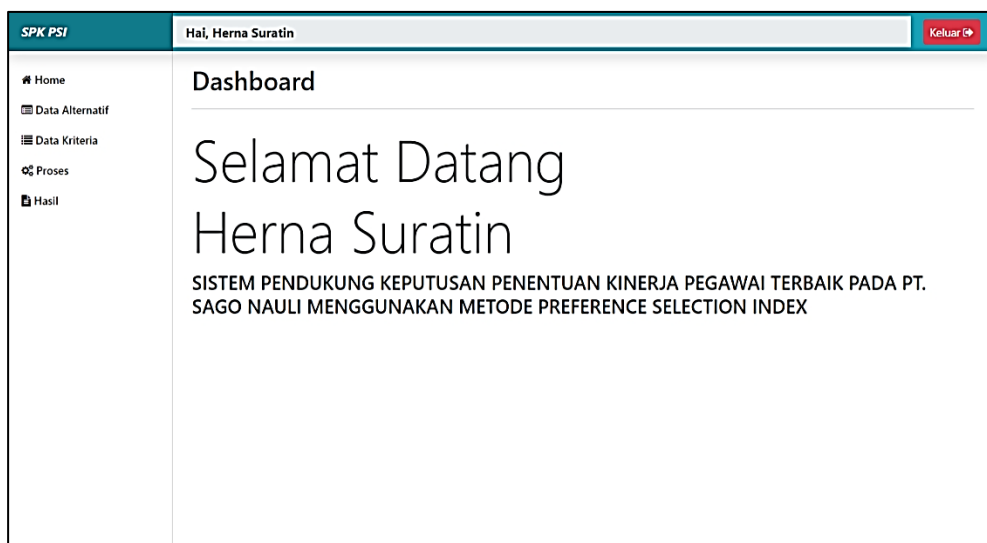 SPK PSI
Hai, Herna Suratin
Keluar
Home
Data Alternatif
Data Kriteria
Proses
Hasil
Dashboard
Selamat Datang
Herna Suratin
SISTEM PENDUKUNG KEPUTUSAN PENENTUAN KINERJA PEGAWAI TERBAIK PADA PT.
SAGO NAULI MENGGUNAKAN METODE PREFERENCE SELECTION INDEX